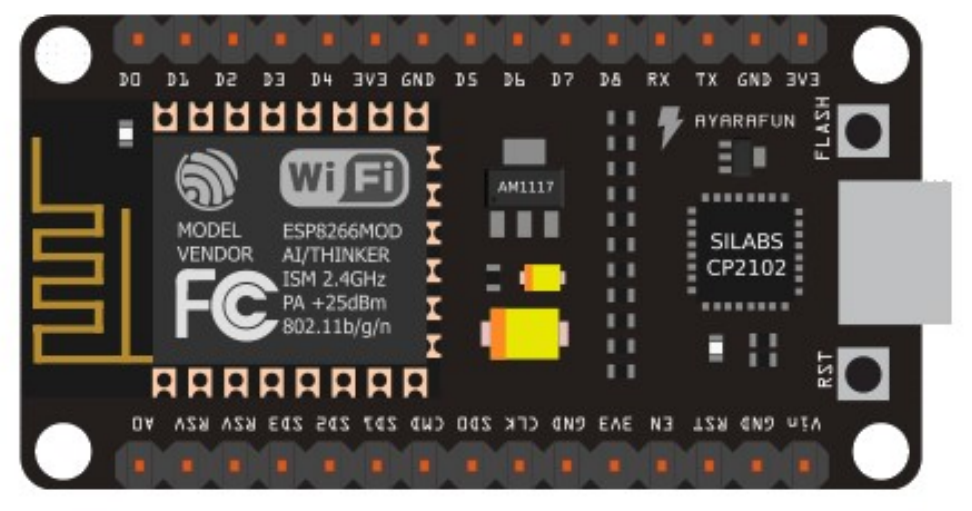 D0 D1 D2 D3 D4 3V3 GND D5 D6 D7 D8 RX TX GND 3V3
AYARAFUN
FLASH
WiFi
AM1117
MODEL ESP8266MOD
VENDOR AI/THINKER
ISM 2.4GHz
FC PA +25dBm
802.11b/g/n
SILABS
CP2102
RST
A0 RSV RSV SD3 SD2 SD1 CMD SD0 CLK GND 3V3 EN RST GND Vin